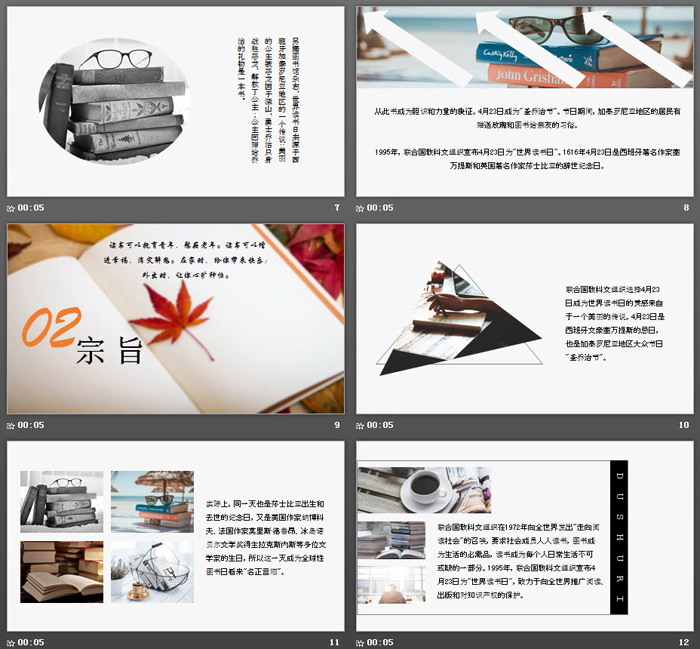 另据图书馆杂志，世界读书日来源于西
班牙加泰罗尼亚地区的一个传说：美丽
的公主被恶龙困于深山，勇士乔治只身
战胜恶龙，解救了公主；公主回赠给乔
治的礼物是一本书。
00:05
7
Cathy Kelly
john Grisham
从此书成为胆识和力量的象征。4月23日成为"圣乔治节"。节日期间，加泰罗尼亚地区的居民有
赠送玫瑰和图书给亲友的习俗。
1995年，联合国教科文组织宣布4月23日为"世界读书日"。1616年4月23日是西班牙著名作家塞
万提斯和英国著名作家莎士比亚的辞世纪念日。
00:05
8
读书可以抚育青年，慰藉老年。读书可以增
进幸福，消灾解愁。在家时，给你带来快乐；
外出时，让你心旷神怡。
02
宗 旨
00:05
9
联合国教科文组织选择4月23
日成为世界读书日的灵感来自
于一个美丽的传说。4月23日是
西班牙文豪塞万提斯的忌日，
也是加泰罗尼亚地区大众节日
"圣乔治节"。
00:05
10
实际上，同一天也是莎士比亚出生和
去世的纪念日，又是美国作家纳博科
夫、法国作家莫里斯·德鲁昂、冰岛诺
贝尔文学奖得主拉克斯内斯等多位文
学家的生日，所以这一天成为全球性
图书日看来"名正言顺"。
00:05
11
联合国教科文组织在1972年向全世界发出"走向阅
读社会"的召唤，要求社会成员人人读书，图书成
为生活的必需品，读书成为每个人日常生活不可
或缺的一部分。1995年，联合国教科文组织宣布4
月23日为"世界读书日"，致力于向全世界推广阅读、
出版和对知识产权的保护。
DUSHURI
00:05
12